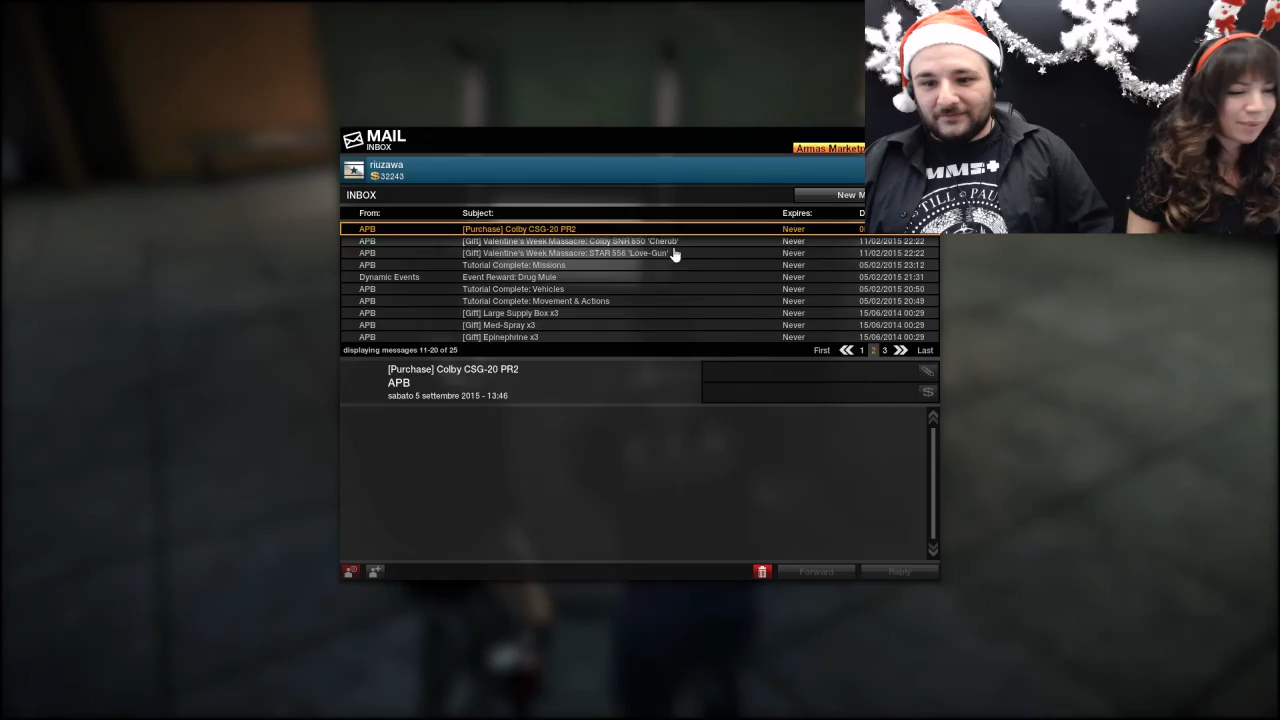 MAIL
INBOX
Armas Marketp
riuzawa
$32243
INBOX
New M
From: Subject: Expires: D
APB [Purchase] Colby CSG-20 PR2 Never 0
APB [Gift] Valentine's Week Massacre: Colby SNR 850 'Cherub' Never 11/02/2015 22:22
APB [Gift] Valentine's Week Massacre: STAR 556 'Love-Gun' Never 11/02/2015 22:22
APB Tutorial Complete: Missions Never 05/02/2015 23:12
Dynamic Events Event Reward: Drug Mule Never 05/02/2015 21:31
APB Tutorial Complete: Vehicles Never 05/02/2015 20:50
APB Tutorial Complete: Movement & Actions Never 05/02/2015 20:49
APB [Gift] Large Supply Box x3 Never 15/06/2014 00:29
APB [Gift] Med-Spray x3 Never 15/06/2014 00:29
APB [Gift] Epinephrine x3 Never 15/06/2014 00:29
displaying messages 11-20 of 25 First 1 2 3 Last
[Purchase] Colby CSG-20 PR2
APB
sabato 5 settembre 2015 - 13:46
$
Forward Reply
TILL PAU